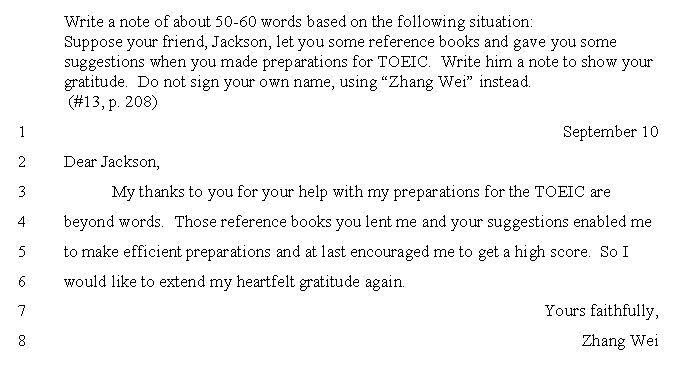 Write a note of about 50-60 words based on the following situation:
Suppose your friend, Jackson, let you some reference books and gave you some
suggestions when you made preparations for TOEIC.  Write him a note to show your
gratitude.  Do not sign your own name, using “Zhang Wei” instead.
(#13, p. 208)
1 September 10
2 Dear Jackson,
3 My thanks to you for your help with my preparations for the TOEIC are
4 beyond words.  Those reference books you lent me and your suggestions enabled me
5 to make efficient preparations and at last encouraged me to get a high score.  So I
6 would like to extend my heartfelt gratitude again.
7 Yours faithfully,
8 Zhang Wei